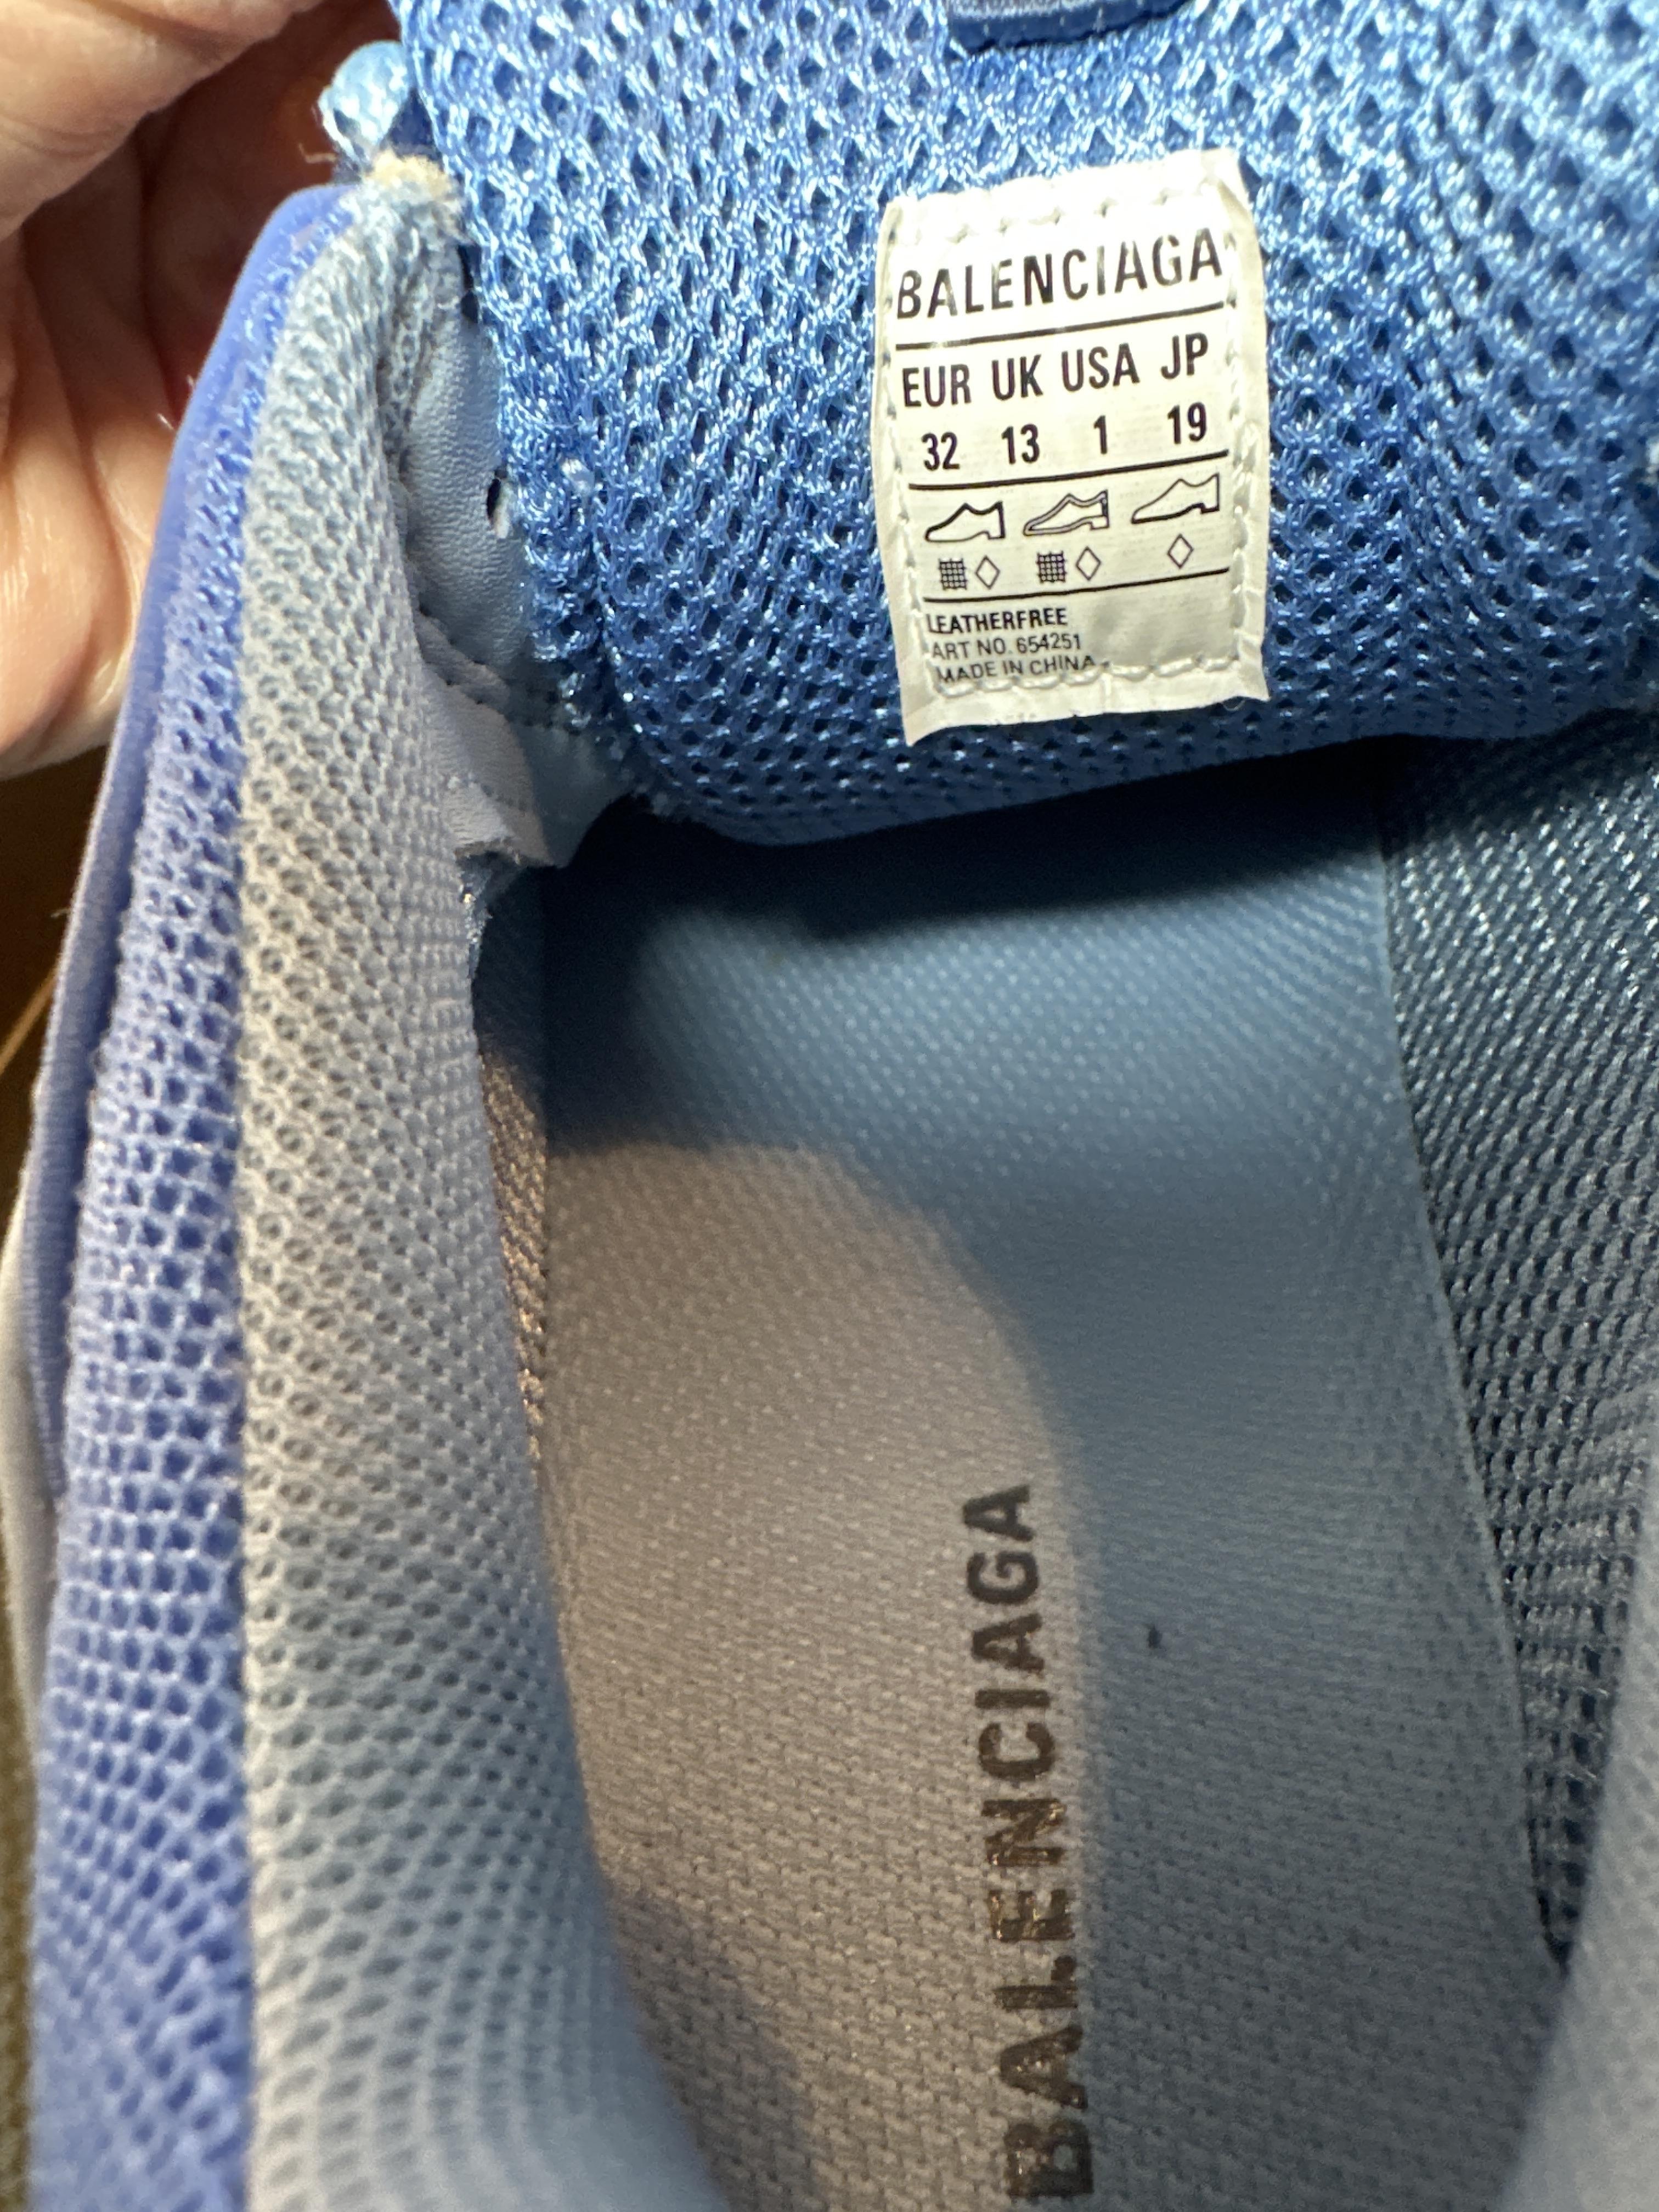 BALENCIAGA
EUR UK USA JP
32 13 1 19
LEATHERFREE
ART NO. 654251
MADE IN CHINA
BALENCIAGA